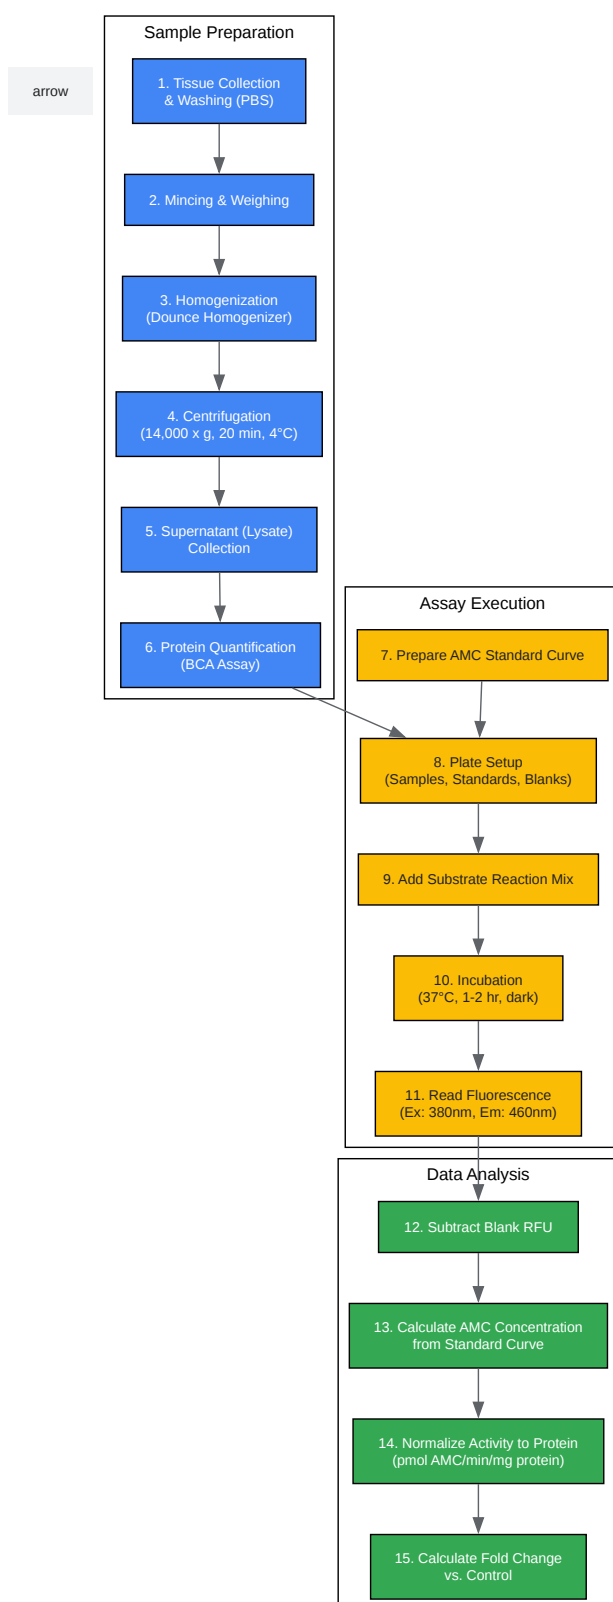 Sample Preparation
arrow
1. Tissue Collection
& Washing (PBS)
2. Mincing & Weighing
3. Homogenization
(Dounce Homogenizer)
4. Centrifugation
(14,000 x g, 20 min, 4°C)
5. Supernatant (Lysate)
Collection
6. Protein Quantification
(BCA Assay)
Assay Execution
7. Prepare AMC Standard Curve
8. Plate Setup
(Samples, Standards, Blanks)
9. Add Substrate Reaction Mix
10. Incubation
(37°C, 1-2 hr, dark)
11. Read Fluorescence
(Ex: 380nm, Em: 460nm)
Data Analysis
12. Subtract Blank RFU
13. Calculate AMC Concentration
from Standard Curve
14. Normalize Activity to Protein
(pmol AMC/min/mg protein)
15. Calculate Fold Change
vs. Control